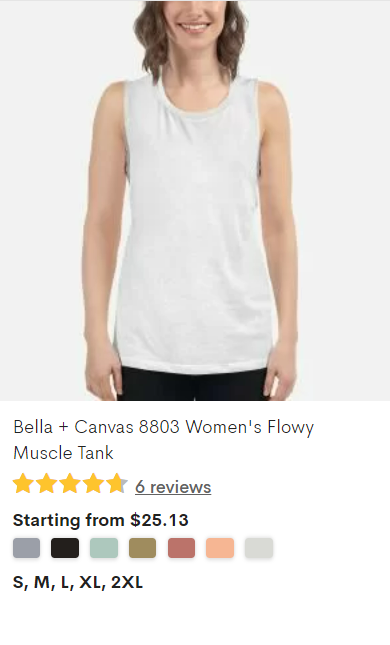 Bella + Canvas 8803 Women's Flowy
Muscle Tank
6 reviews
Starting from $25.13
S, M, L, XL, 2XL